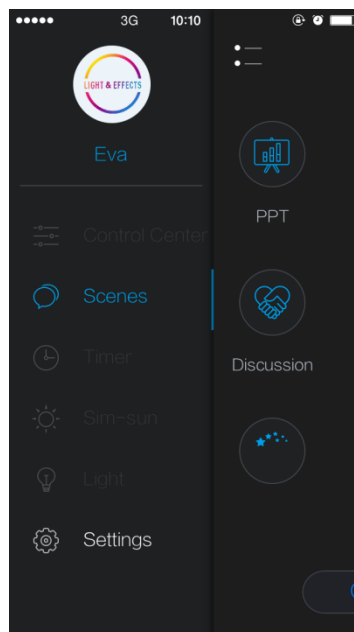 3G 10:10
LIGHT & EFFECTS
Eva
Control Center
Scenes
Timer
Sim-sun
Light
Settings
PPT
Discussion